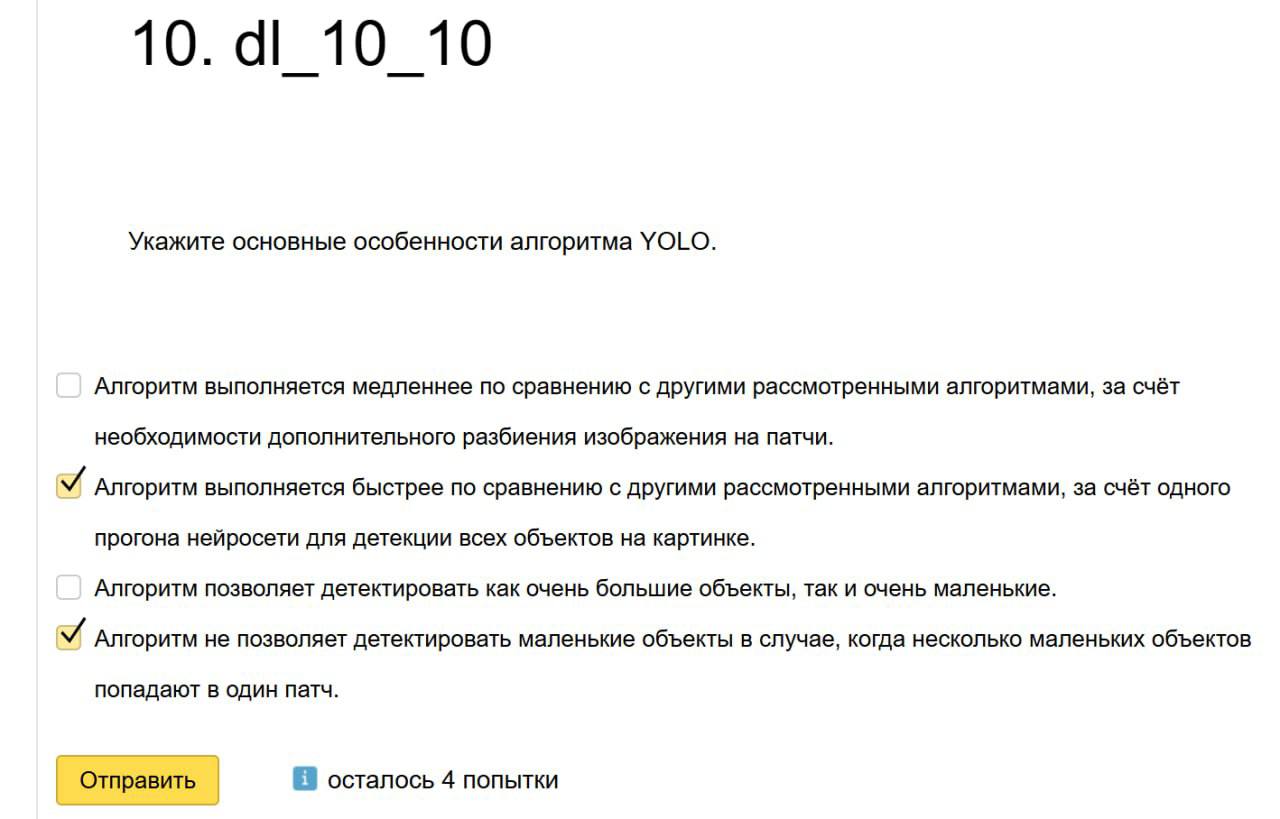 10. dl_10_10
Укажите основные особенности алгоритма YOLO.
Алгоритм выполняется медленнее по сравнению с другими рассмотренными алгоритмами, за счёт
необходимости дополнительного разбиения изображения на патчи.
Алгоритм выполняется быстрее по сравнению с другими рассмотренными алгоритмами, за счёт одного
прогона нейросети для детекции всех объектов на картинке.
Алгоритм позволяет детектировать как очень большие объекты, так и очень маленькие.
Алгоритм не позволяет детектировать маленькие объекты в случае, когда несколько маленьких объектов
попадают в один патч.
Отправить
i осталось 4 попытки